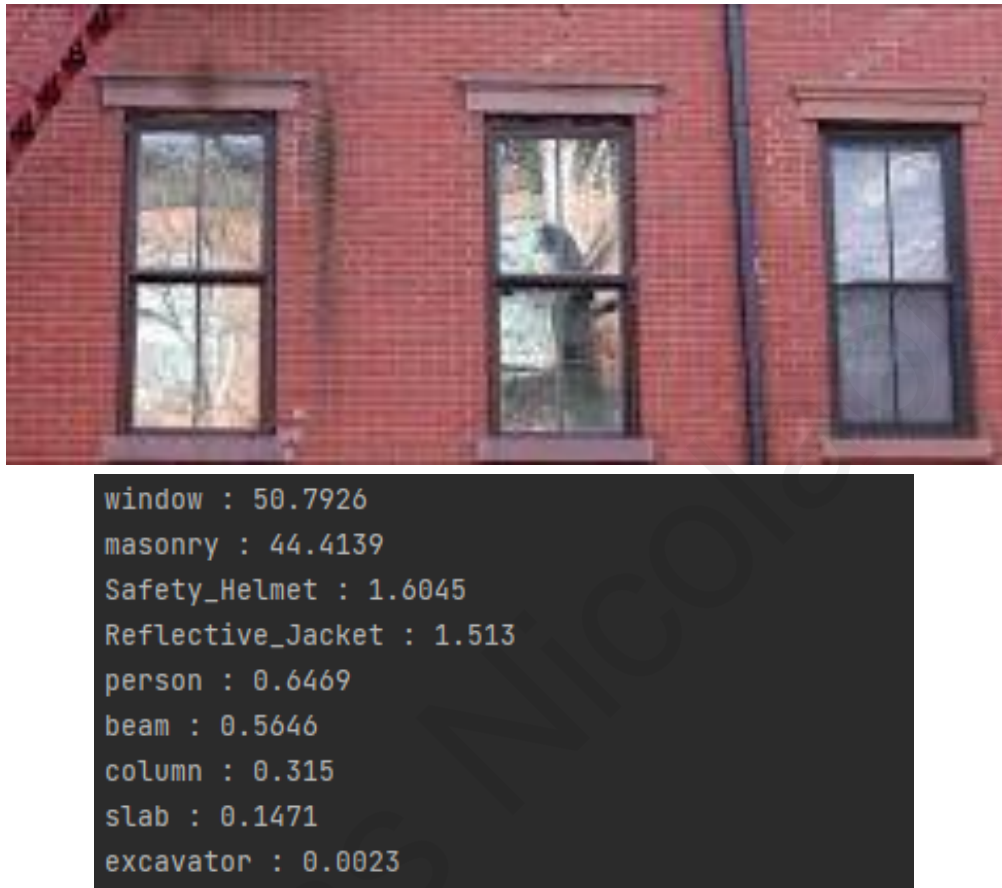 window : 50.7926
masonry : 44.4139
Safety_Helmet : 1.6045
Reflective_Jacket : 1.513
person : 0.6469
beam : 0.5646
column : 0.315
slab : 0.1471
excavator : 0.0023